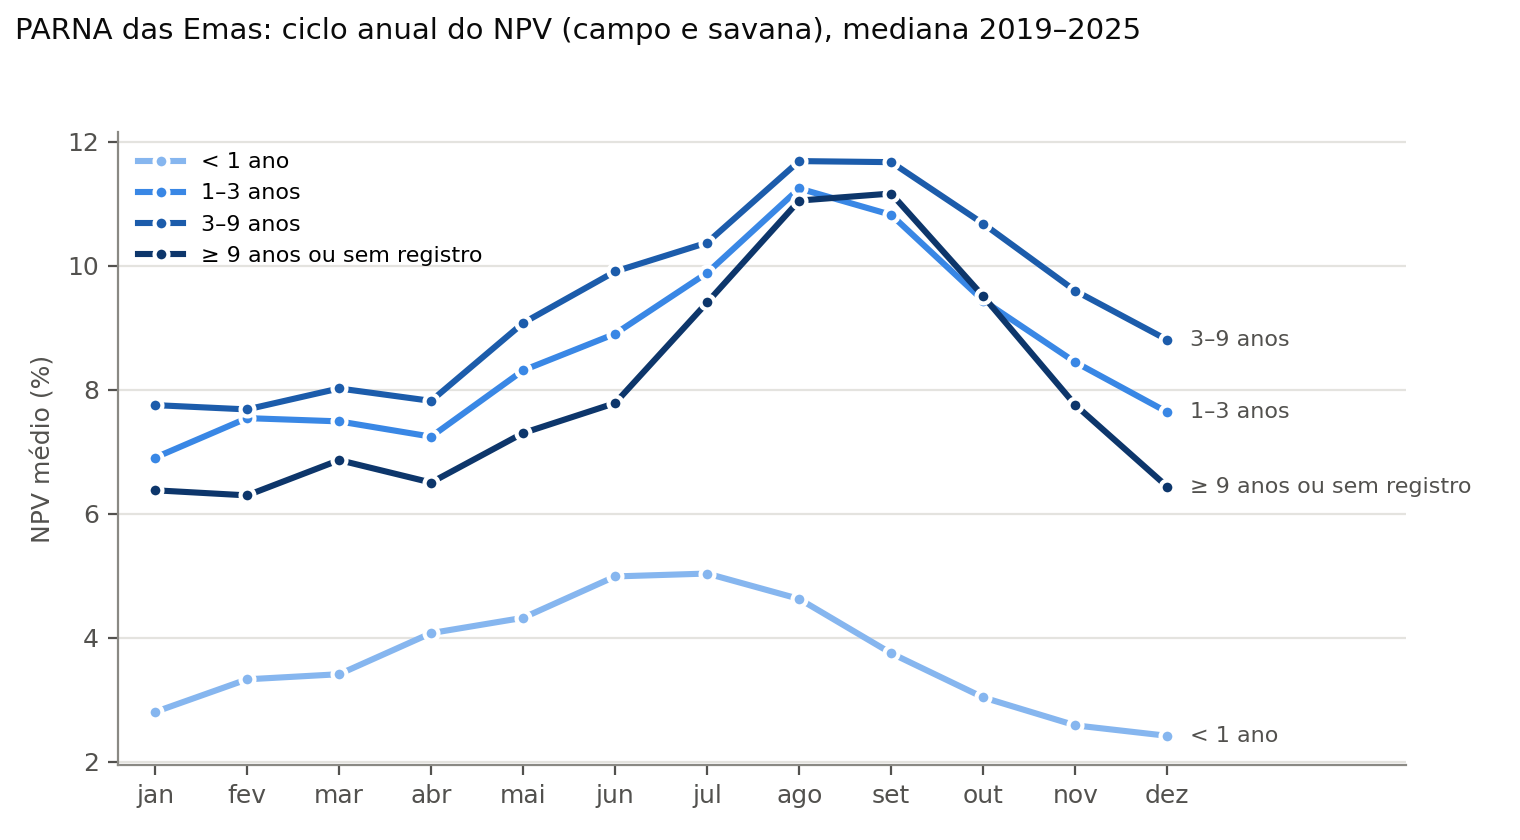 PARNA das Emas: ciclo anual do NPV (campo e savana), mediana 2019–2025
12
10
8
6
4
2
NPV médio (%)
< 1 ano
1–3 anos
3–9 anos
≥ 9 anos ou sem registro
3–9 anos
1–3 anos
≥ 9 anos ou sem registro
< 1 ano
jan fev mar abr mai jun jul ago set out nov dez